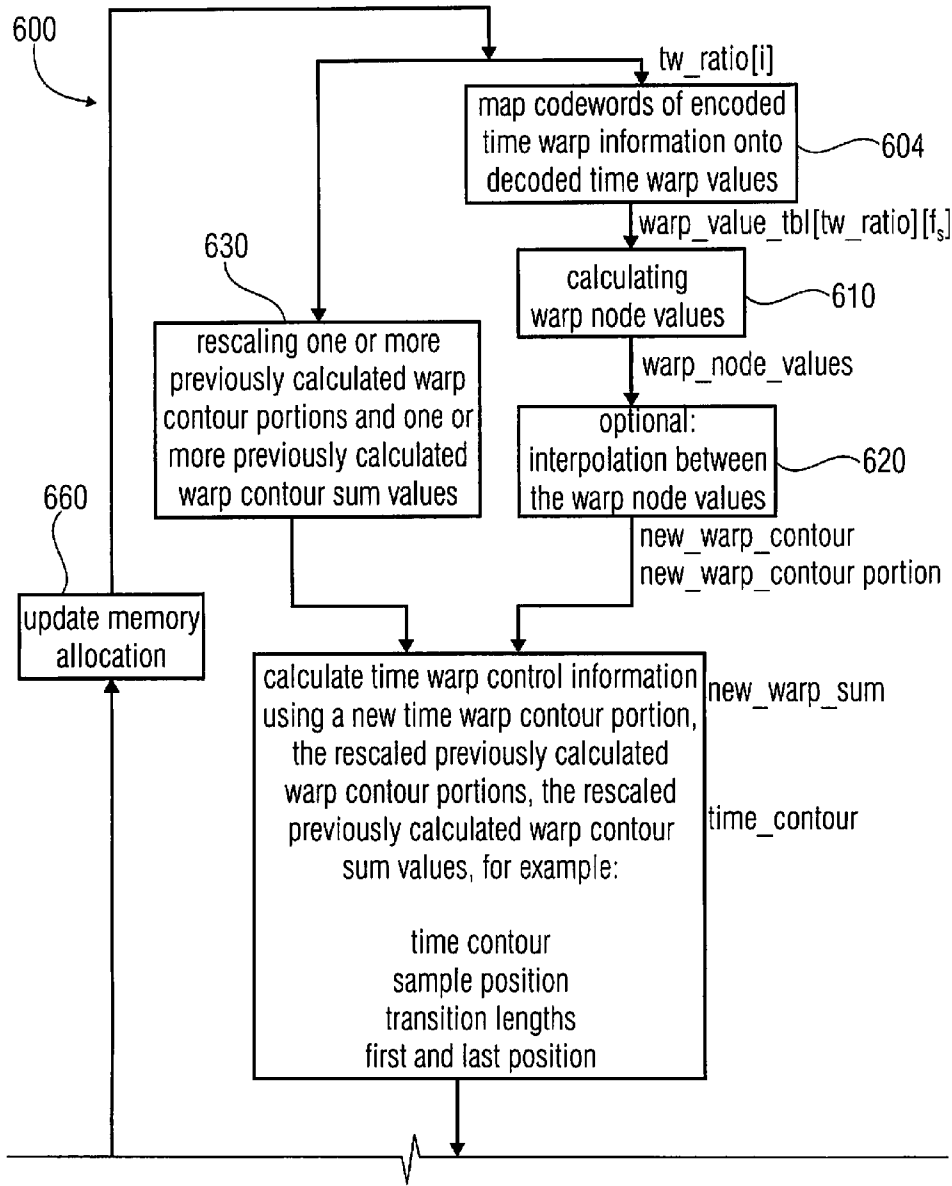 600
tw_ratio[i]
map codewords of encoded
time warp information onto
decoded time warp values
604
warp_value_tbl[tw_ratio][fs]
630
calculating
warp node values
610
rescaling one or more
previously calculated warp
contour portions and one or
more previously calculated
warp contour sum values
warp_node_values
optional:
interpolation between
the warp node values
620
660
new_warp_contour
new_warp_contour portion
update memory
allocation
calculate time warp control information
using a new time warp contour portion,
the rescaled previously calculated
warp contour portions, the rescaled
previously calculated warp contour
sum values, for example:
time contour
sample position
transition lengths
first and last position
new_warp_sum
time_contour